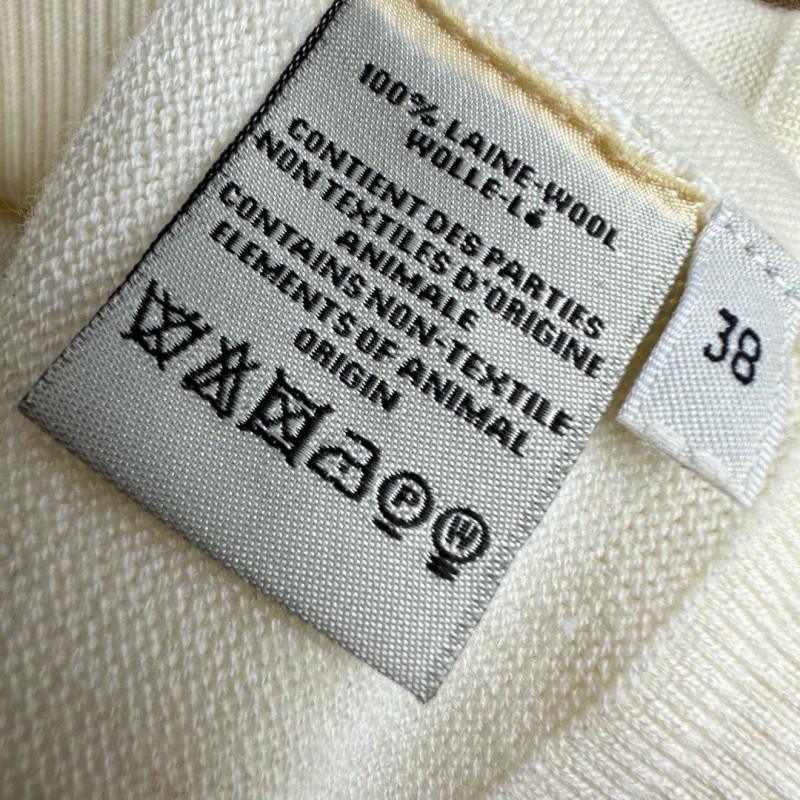 100% LAINE-WOOL
WOLLE-Lã
CONTIENT DES PARTIES
NON TEXTILES D'ORIGINE
ANIMALE
CONTAINS NON-TEXTILE
ELEMENTS OF ANIMAL
ORIGIN
P
W
38